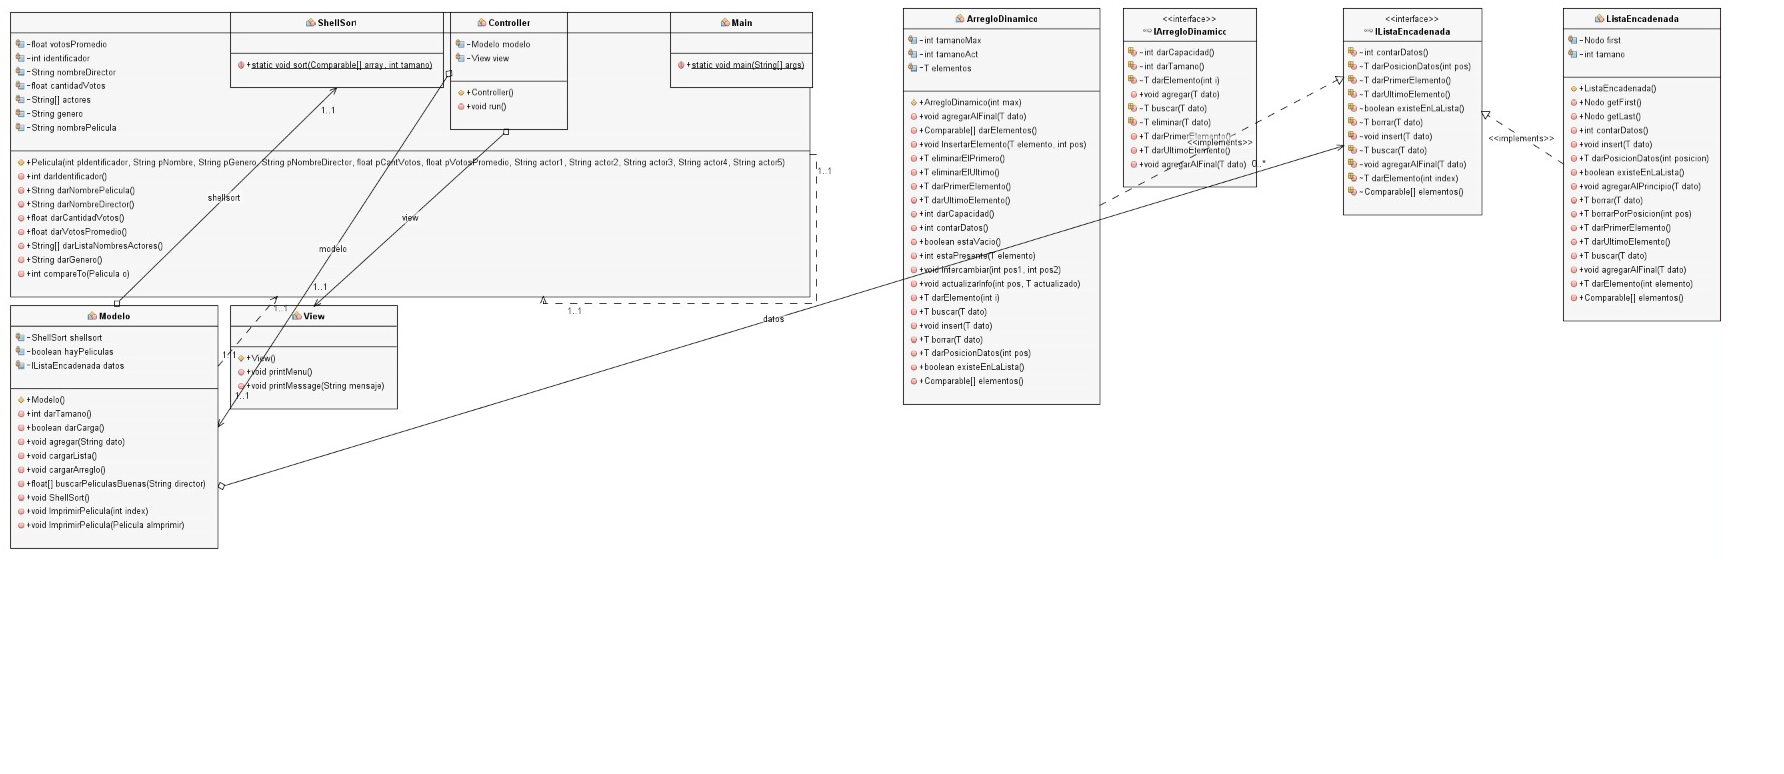 ShellSort
+static void sort(Comparable[] array, int tamano)
Controller
-Modelo modelo
-View view
+Controller()
+void run()
Main
+static void main(String[] args)
-float votosPromedio
-int identificador
-String nombreDirector
-float cantidadVotos
-String[] actores
-String genero
-String nombrePelicula
+Pelicula(int pIdentificador, String pNombre, String pGenero, String pNombreDirector, float pCantVotos, float pVotosPromedio, String actor1, String actor2, String actor3, String actor4, String actor5)
+int darIdentificador()
+String darNombrePelicula()
+String darNombreDirector()
+float darCantidadVotos()
+float darVotosPromedio()
+String[] darListaNombresActores()
+String darGenero()
+int compareTo(Pelicula o)
1..1
shellsort
view
modelo
1..1
1..1
1..1
1..1
1..1
1..1
datos
Modelo
-ShellSort shellsort
-boolean hayPeliculas
-IListaEncadenada datos
+Modelo()
+int darTamano()
+boolean darCarga()
+void agregar(String dato)
+void cargarLista()
+void cargarArreglo()
+float[] buscarPeliculasBuenas(String director)
+void ShellSort()
+void ImprimirPelicula(int index)
+void ImprimirPelicula(Pelicula aImprimir)
View
+View()
+void printMenu()
+void printMessage(String mensaje)
ArregloDinamico
-int tamanoMax
-int tamanoAct
-T elementos
+ArregloDinamico(int max)
+void agregarAlFinal(T dato)
+Comparable[] darElementos()
+void InsertarElemento(T elemento, int pos)
+T eliminarElPrimero()
+T eliminarElUltimo()
+T darPrimerElemento()
+T darUltimoElemento()
+int darCapacidad()
+int contarDatos()
+boolean estaVacio()
+int estaPresente(T elemento)
+void Intercambiar(int pos1, int pos2)
+void actualizarInfo(int pos, T actualizado)
+T darElemento(int i)
+T buscar(T dato)
+void insert(T dato)
+T borrar(T dato)
+T darPosicionDatos(int pos)
+boolean existeEnLaLista()
+Comparable[] elementos()
<<interface>>
IArregloDinamico
~int darCapacidad()
~int darTamano()
~T darElemento(int i)
+void agregar(T dato)
~T buscar(T dato)
~T eliminar(T dato)
+T darPrimerElemento()
+T darUltimoElemento()
+void agregarAlFinal(T dato)
<<implements>>
0..*
<<interface>>
IListaEncadenada
~int contarDatos()
~T darPosicionDatos(int pos)
~T darPrimerElemento()
~T darUltimoElemento()
~boolean existeEnLaLista()
~T borrar(T dato)
~void insert(T dato)
~T buscar(T dato)
~void agregarAlFinal(T dato)
~T darElemento(int index)
~Comparable[] elementos()
<<implements>>
ListaEncadenada
-Nodo first
-int tamano
+ListaEncadenada()
+Nodo getFirst()
+Nodo getLast()
+int contarDatos()
+void insert(T dato)
+T darPosicionDatos(int posicion)
+boolean existeEnLaLista()
+void agregarAlPrincipio(T dato)
+T borrar(T dato)
+T borrarPorPosicion(int pos)
+T darPrimerElemento()
+T darUltimoElemento()
+T buscar(T dato)
+void agregarAlFinal(T dato)
+T darElemento(int elemento)
+Comparable[] elementos()